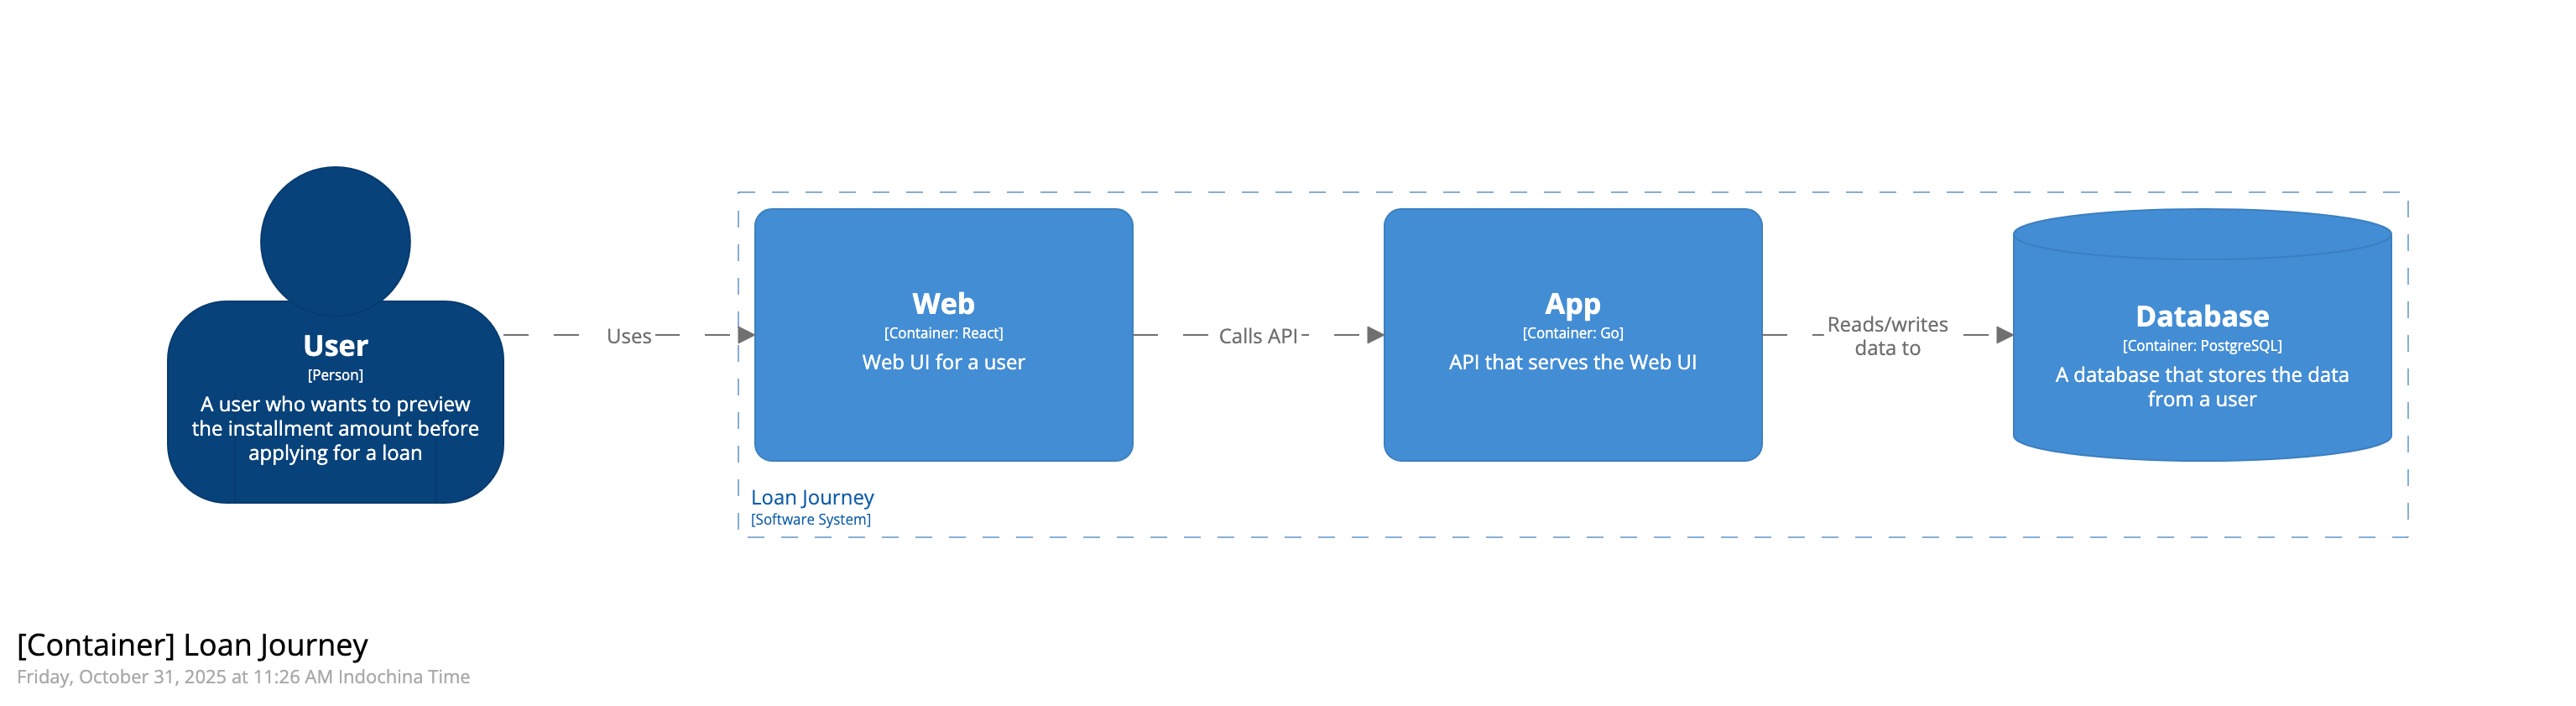 User
[Person]
A user who wants to preview
the installment amount before
applying for a loan
Uses
Web
[Container: React]
Web UI for a user
Calls API
App
[Container: Go]
API that serves the Web UI
Reads/writes
data to
Database
[Container: PostgreSQL]
A database that stores the data
from a user
Loan Journey
[Software System]
[Container] Loan Journey
Friday, October 31, 2025 at 11:26 AM Indochina Time